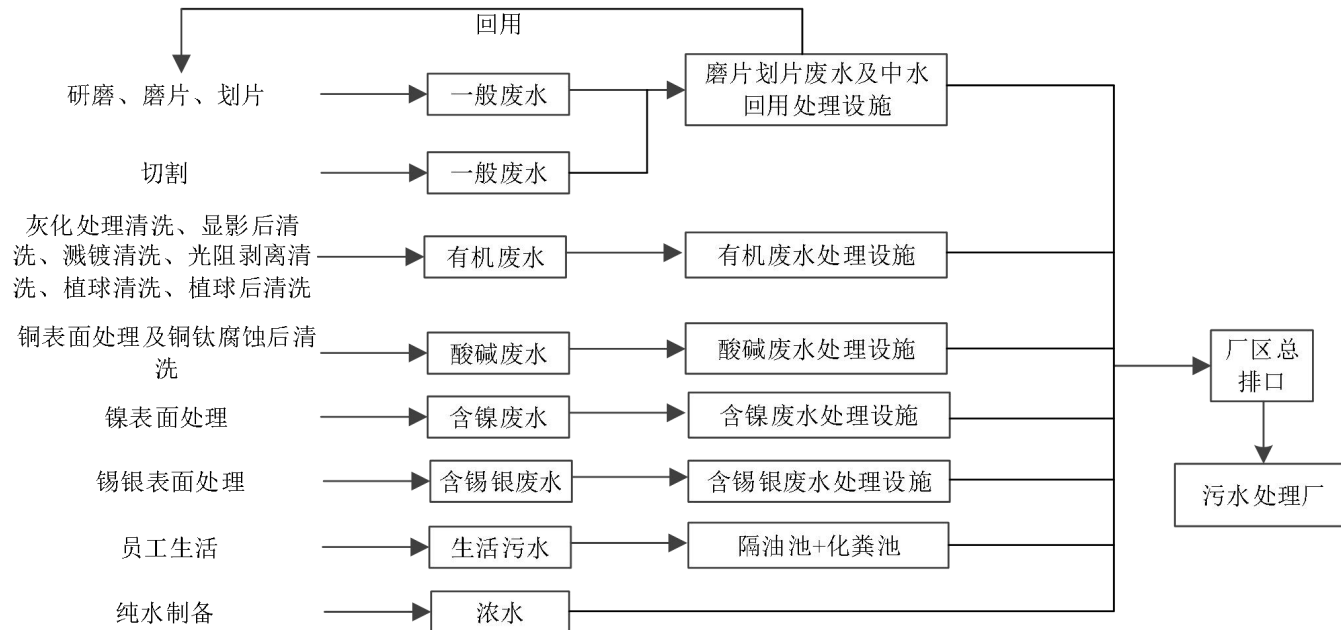 回用
研磨、磨片、划片
一般废水
磨片划片废水及中水
回用处理设施
切割
一般废水
灰化处理清洗、显影后清
洗、溅镀清洗、光阻剥离清
洗、植球清洗、植球后清洗
有机废水
有机废水处理设施
铜表面处理及铜钛腐蚀后清
洗
酸碱废水
酸碱废水处理设施
厂区总
排口
镍表面处理
含镍废水
含镍废水处理设施
锡银表面处理
含锡银废水
含锡银废水处理设施
污水处理厂
员工生活
生活污水
隔油池+化粪池
纯水制备
浓水